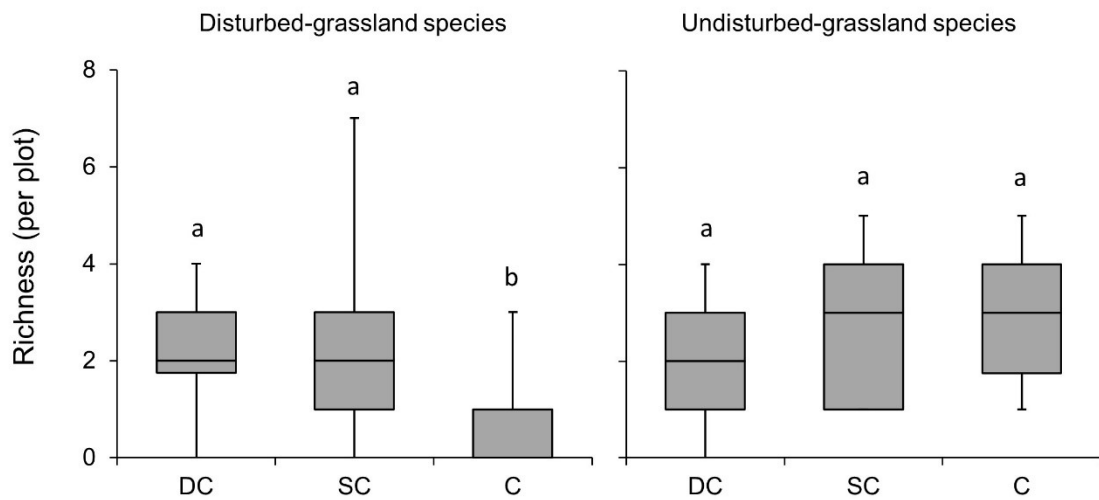 Disturbed-grassland species Undisturbed-grassland species
Richness (per plot)
8
a
6
a a
a a
4
b
2
0
DC SC C DC SC C